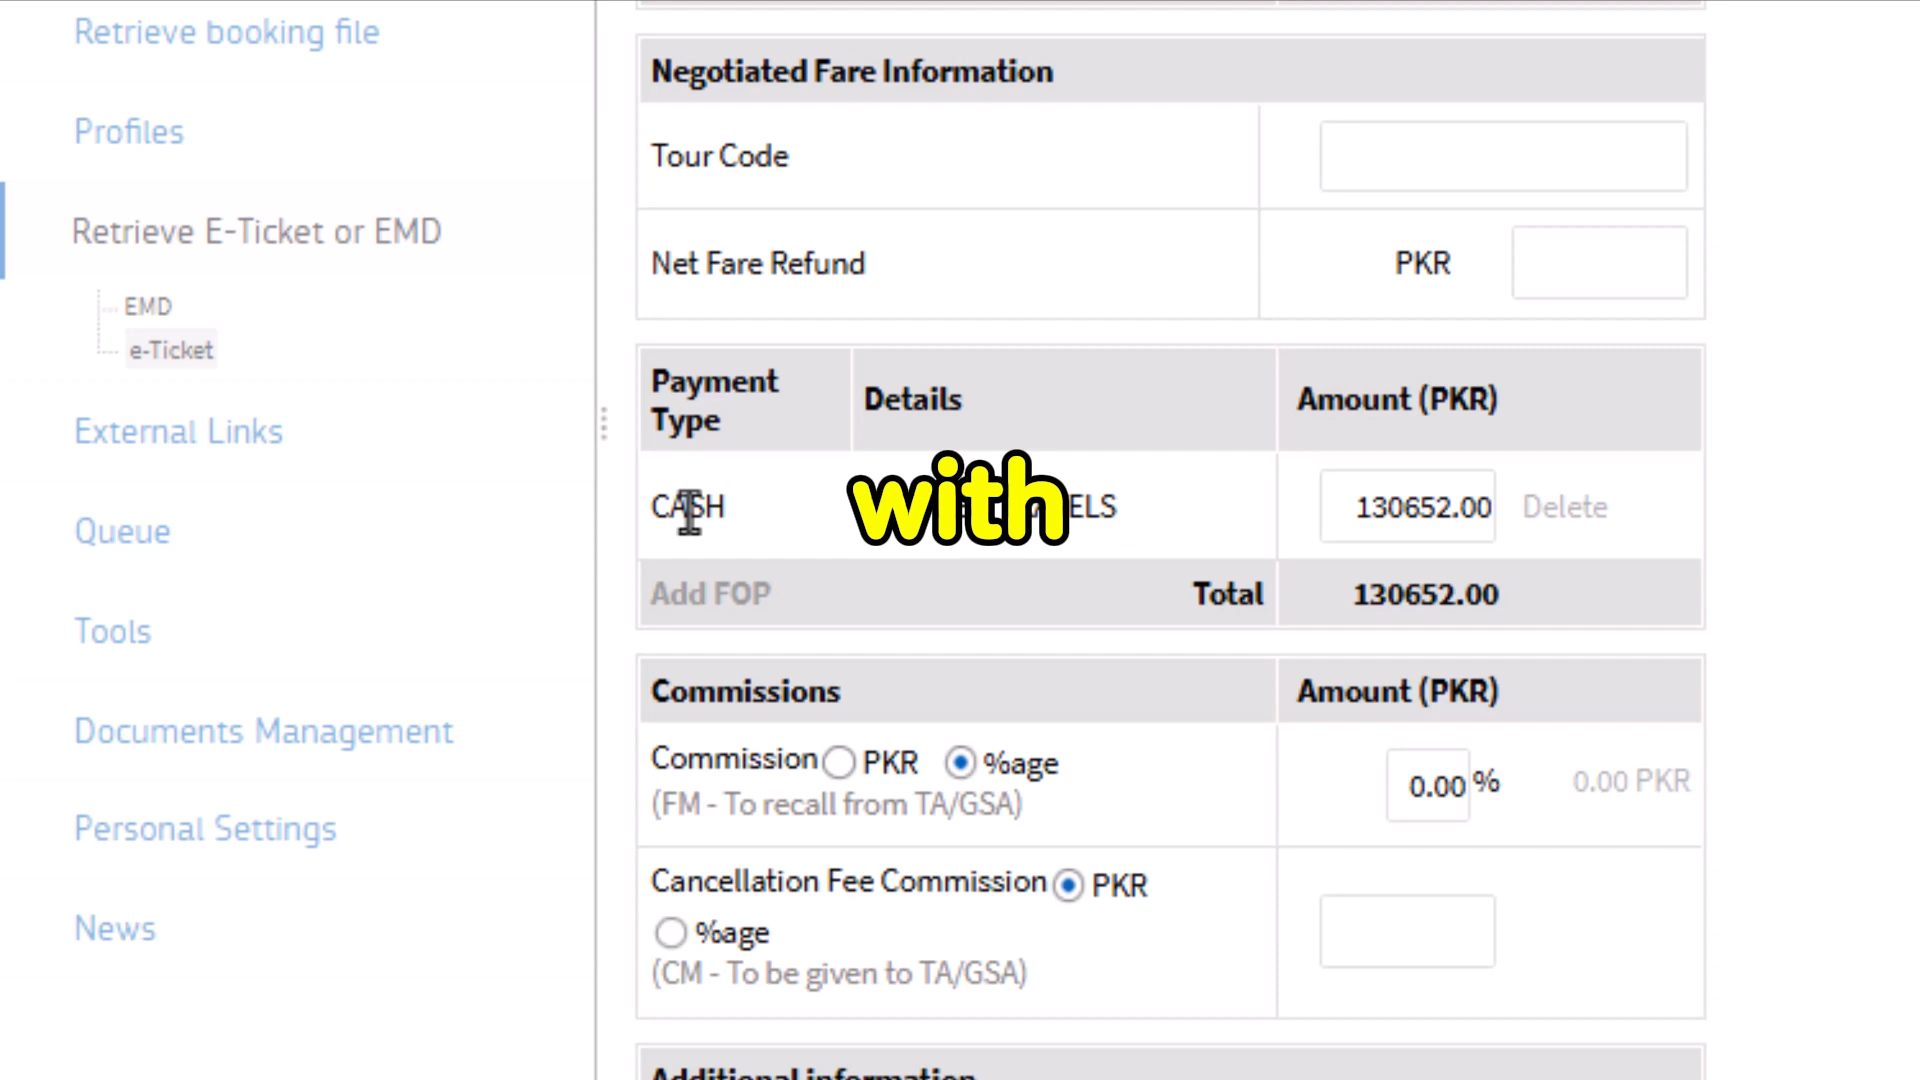 Retrieve booking file
Profiles
Retrieve E-Ticket or EMD
EMD
e-Ticket
External Links
Queue
Tools
Documents Management
Personal Settings
News
Negotiated Fare Information
Tour Code
Net Fare Refund PKR
Payment Type Details Amount (PKR)
CASH with ELS 130652.00 Delete
Add FOP Total 130652.00
Commissions Amount (PKR)
Commission PKR %age 0.00 % 0.00 PKR
(FM - To recall from TA/GSA)
Cancellation Fee Commission PKR
%age
(CM - To be given to TA/GSA)
Additional information